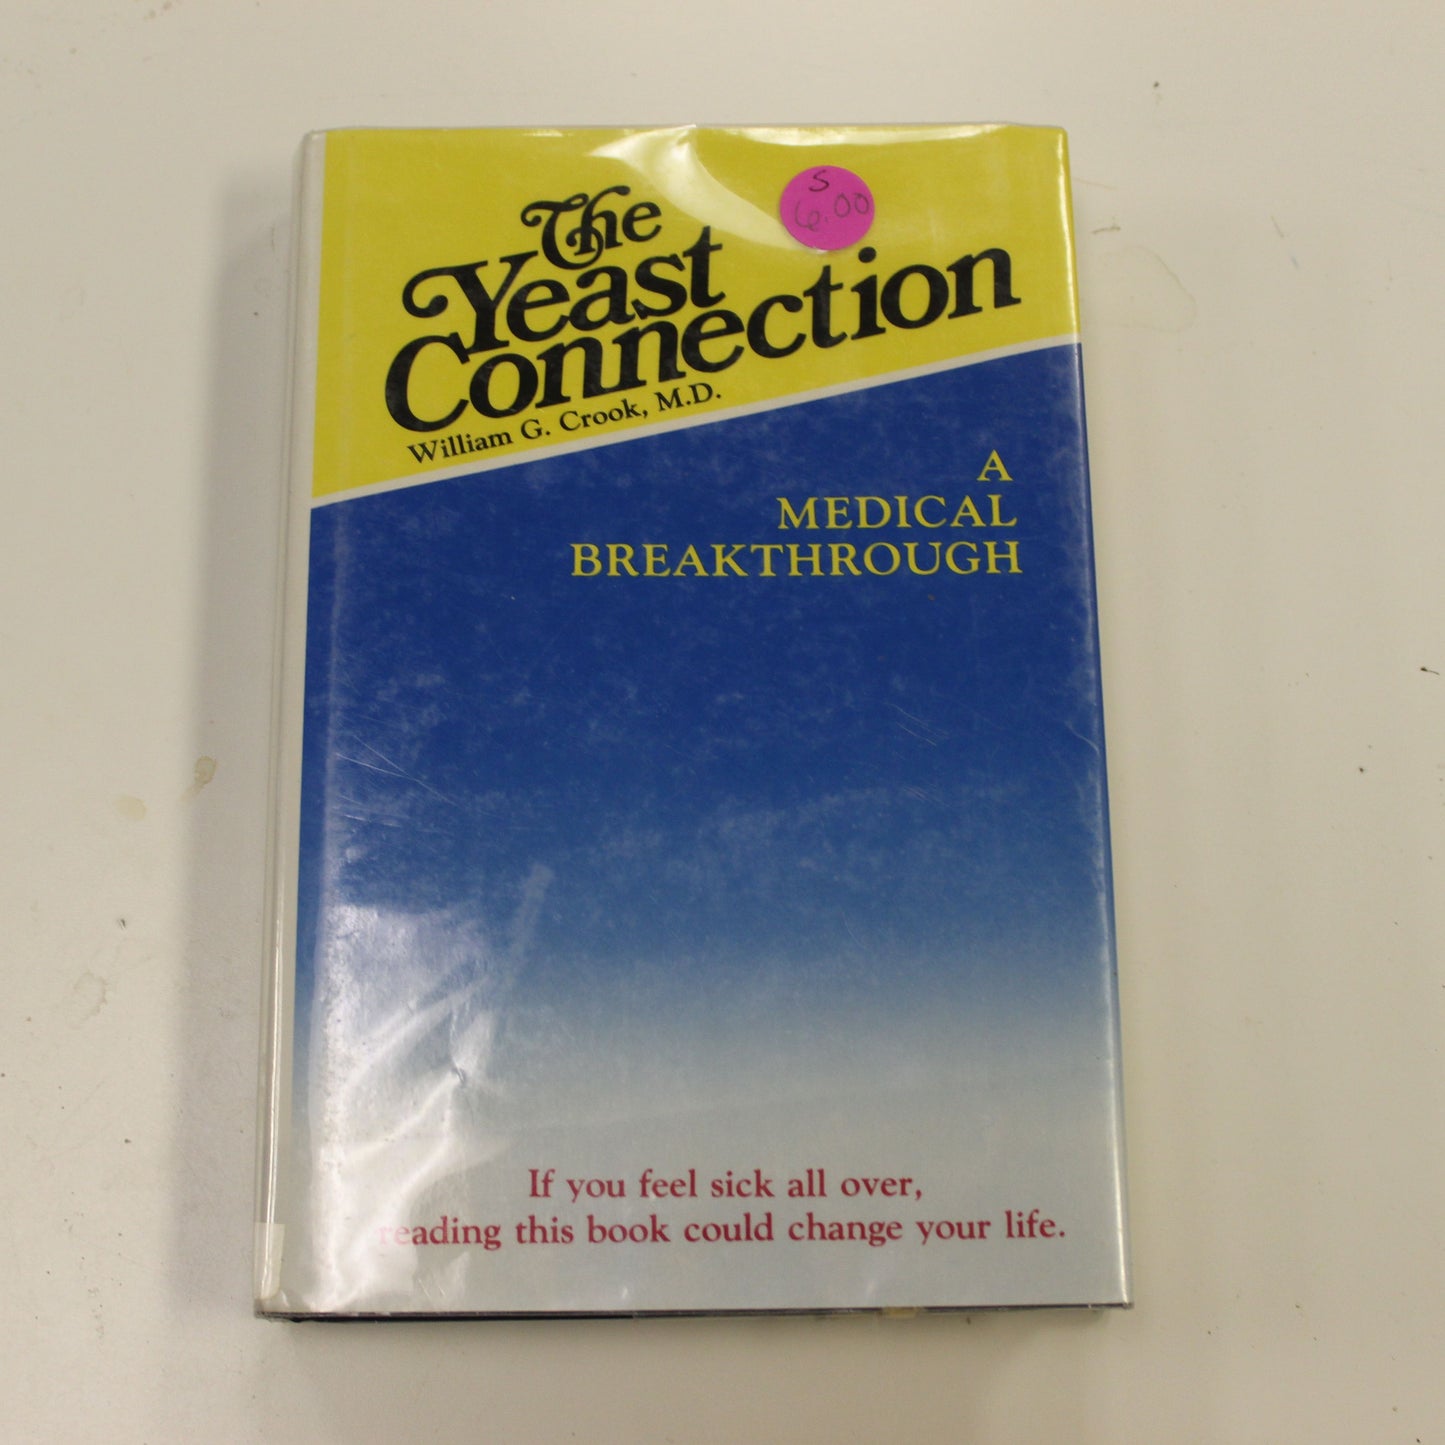 S
6.00
The
Yeast
Connection
William G. Crook, M.D.
A
MEDICAL
BREAKTHROUGH
If you feel sick all over,
reading this book could change your life.